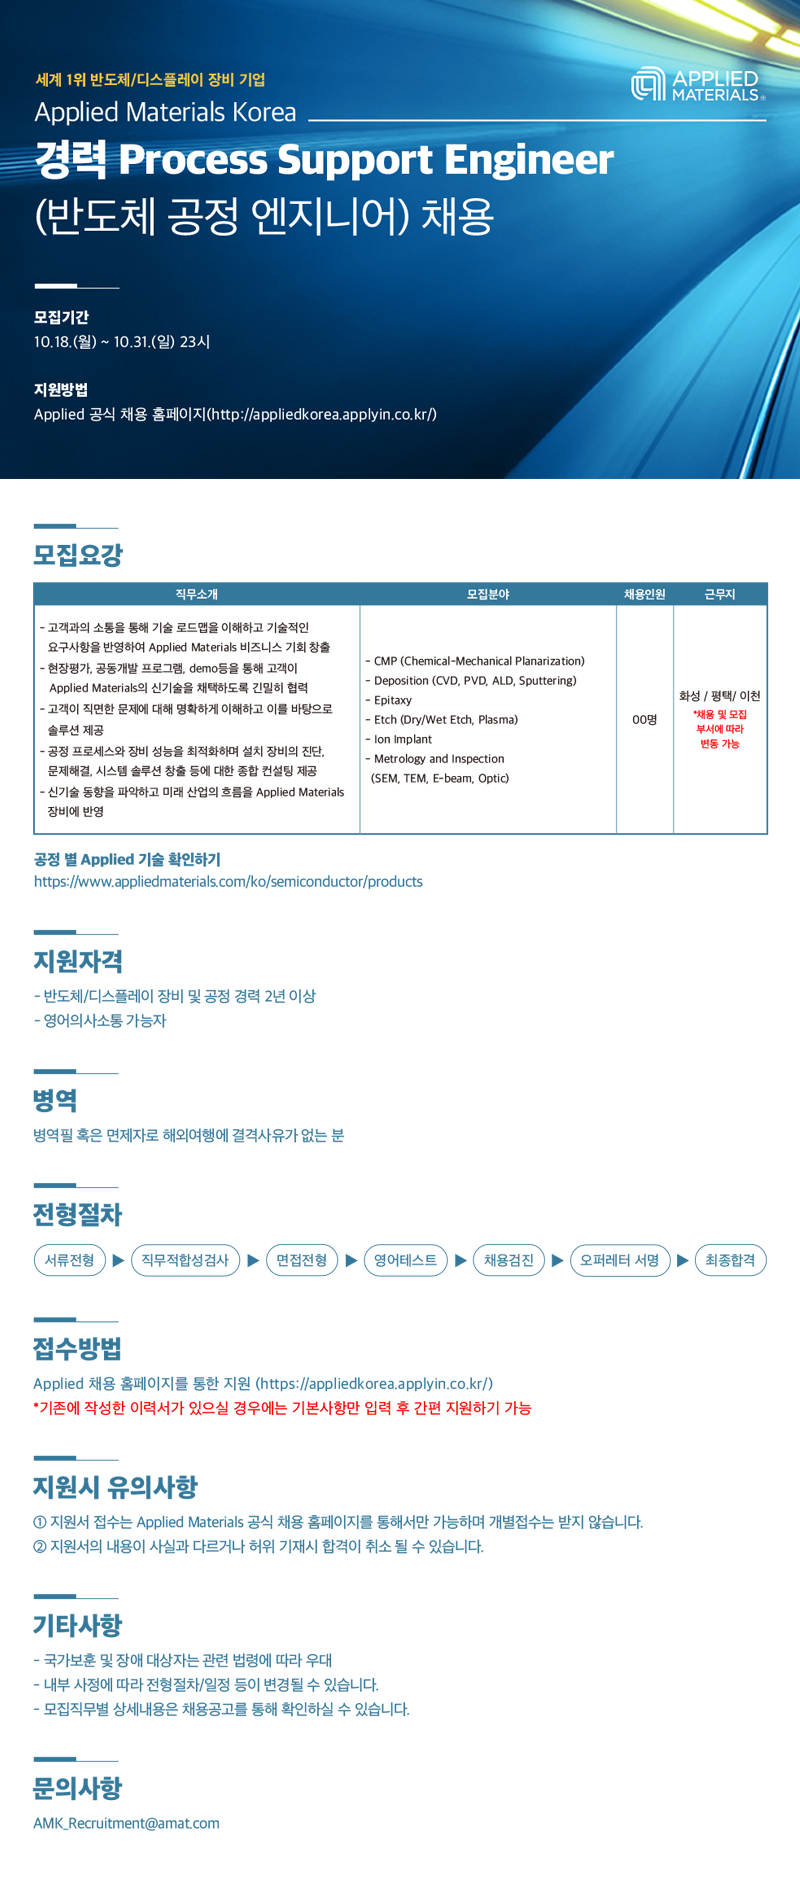 세계 1위 반도체/디스플레이 장비 기업
APPLIED
MATERIALS®
Applied Materials Korea
경력 Process Support Engineer
(반도체 공정 엔지니어) 채용
모집기간
10.18.(월) ~ 10.31.(일) 23시
지원방법
Applied 공식 채용 홈페이지(http://appliedkorea.applyin.co.kr/)
모집요강
직무소개
모집분야
채용인원
근무지
- 고객과의 소통을 통해 기술 로드맵을 이해하고 기술적인
요구사항을 반영하여 Applied Materials 비즈니스 기회 창출
- 현장평가, 공동개발 프로그램, demo등을 통해 고객이
Applied Materials의 신기술을 채택하도록 긴밀히 협력
- 고객이 직면한 문제에 대해 명확하게 이해하고 이를 바탕으로
솔루션 제공
- 공정 프로세스와 장비 성능을 최적화하며 설치 장비의 진단,
문제해결, 시스템 솔루션 창출 등에 대한 종합 컨설팅 제공
- 신기술 동향을 파악하고 미래 산업의 흐름을 Applied Materials
장비에 반영
- CMP (Chemical-Mechanical Planarization)
- Deposition (CVD, PVD, ALD, Sputtering)
- Epitaxy
- Etch (Dry/Wet Etch, Plasma)
- Ion Implant
- Metrology and Inspection
(SEM, TEM, E-beam, Optic)
00명
화성 / 평택/ 이천
*채용 및 모집
부서에 따라
변동 가능
공정 별 Applied 기술 확인하기
https://www.appliedmaterials.com/ko/semiconductor/products
지원자격
- 반도체/디스플레이 장비 및 공정 경력 2년 이상
- 영어의사소통 가능자
병역
병역필 혹은 면제자로 해외여행에 결격사유가 없는 분
전형절차
서류전형 ▶ 직무적합성검사 ▶ 면접전형 ▶ 영어테스트 ▶ 채용검진 ▶ 오퍼레터 서명 ▶ 최종합격
접수방법
Applied 채용 홈페이지를 통한 지원 (https://appliedkorea.applyin.co.kr/)
*기존에 작성한 이력서가 있으실 경우에는 기본사항만 입력 후 간편 지원하기 가능
지원시 유의사항
① 지원서 접수는 Applied Materials 공식 채용 홈페이지를 통해서만 가능하며 개별접수는 받지 않습니다.
② 지원서의 내용이 사실과 다르거나 허위 기재시 합격이 취소 될 수 있습니다.
기타사항
- 국가보훈 및 장애 대상자는 관련 법령에 따라 우대
- 내부 사정에 따라 전형절차/일정 등이 변경될 수 있습니다.
- 모집직무별 상세내용은 채용공고를 통해 확인하실 수 있습니다.
문의사항
AMK_Recruitment@amat.com